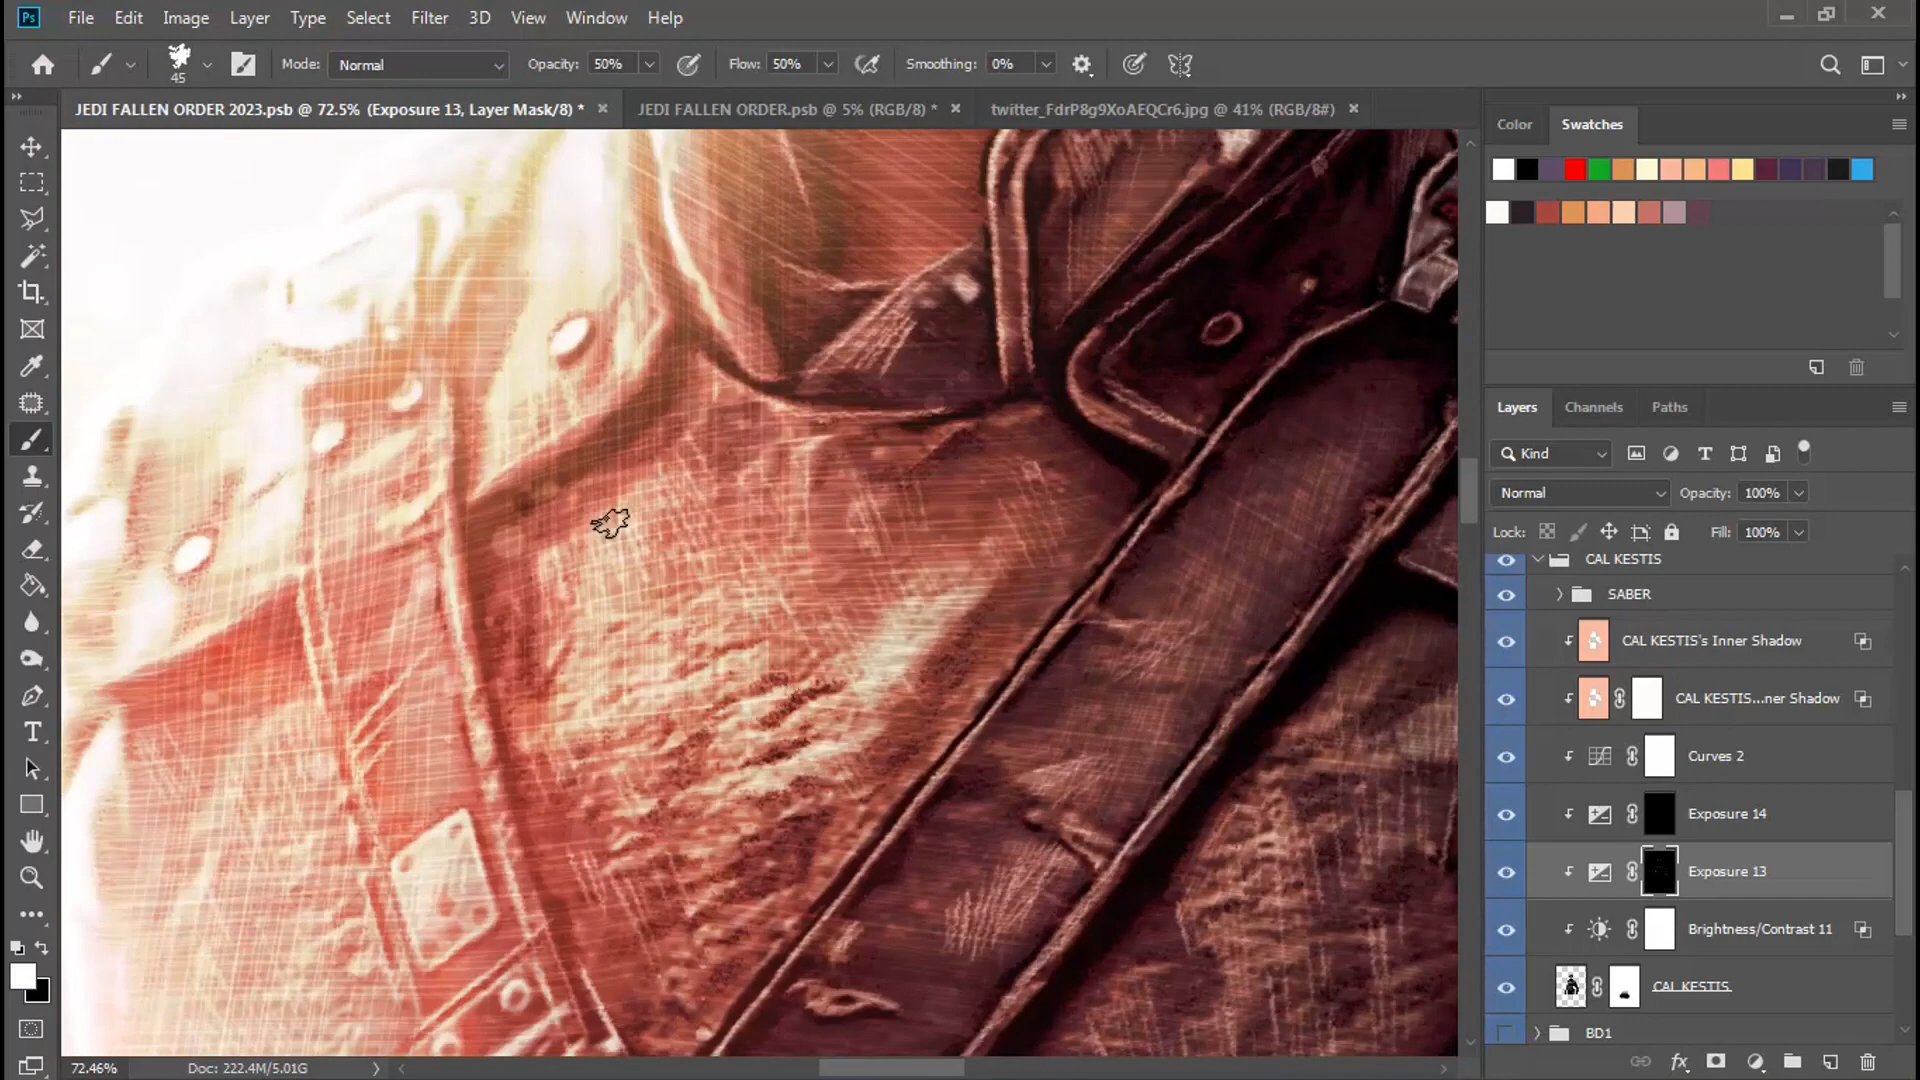 Ps File Edit Image Layer Type Select Filter 3D View Window Help
45 Mode: Normal Opacity: 50% Flow: 50% Smoothing: 0%
JEDI FALLEN ORDER 2023.psb @ 72.5% (Exposure 13, Layer Mask/8) * JEDI FALLEN ORDER.psb @ 5% (RGB/8) * twitter_FdrP8g9XoAEQCr6.jpg @ 41% (RGB/8#)
Color Swatches
Layers Channels Paths
Kind
Normal Opacity: 100%
Lock: Fill: 100%
CAL KESTIS
SABER
CAL KESTIS's Inner Shadow
CAL KESTIS...ner Shadow
Curves 2
Exposure 14
Exposure 13
Brightness/Contrast 11
CAL KESTIS
BD1
fx
72.46% Doc: 222.4M/5.01G